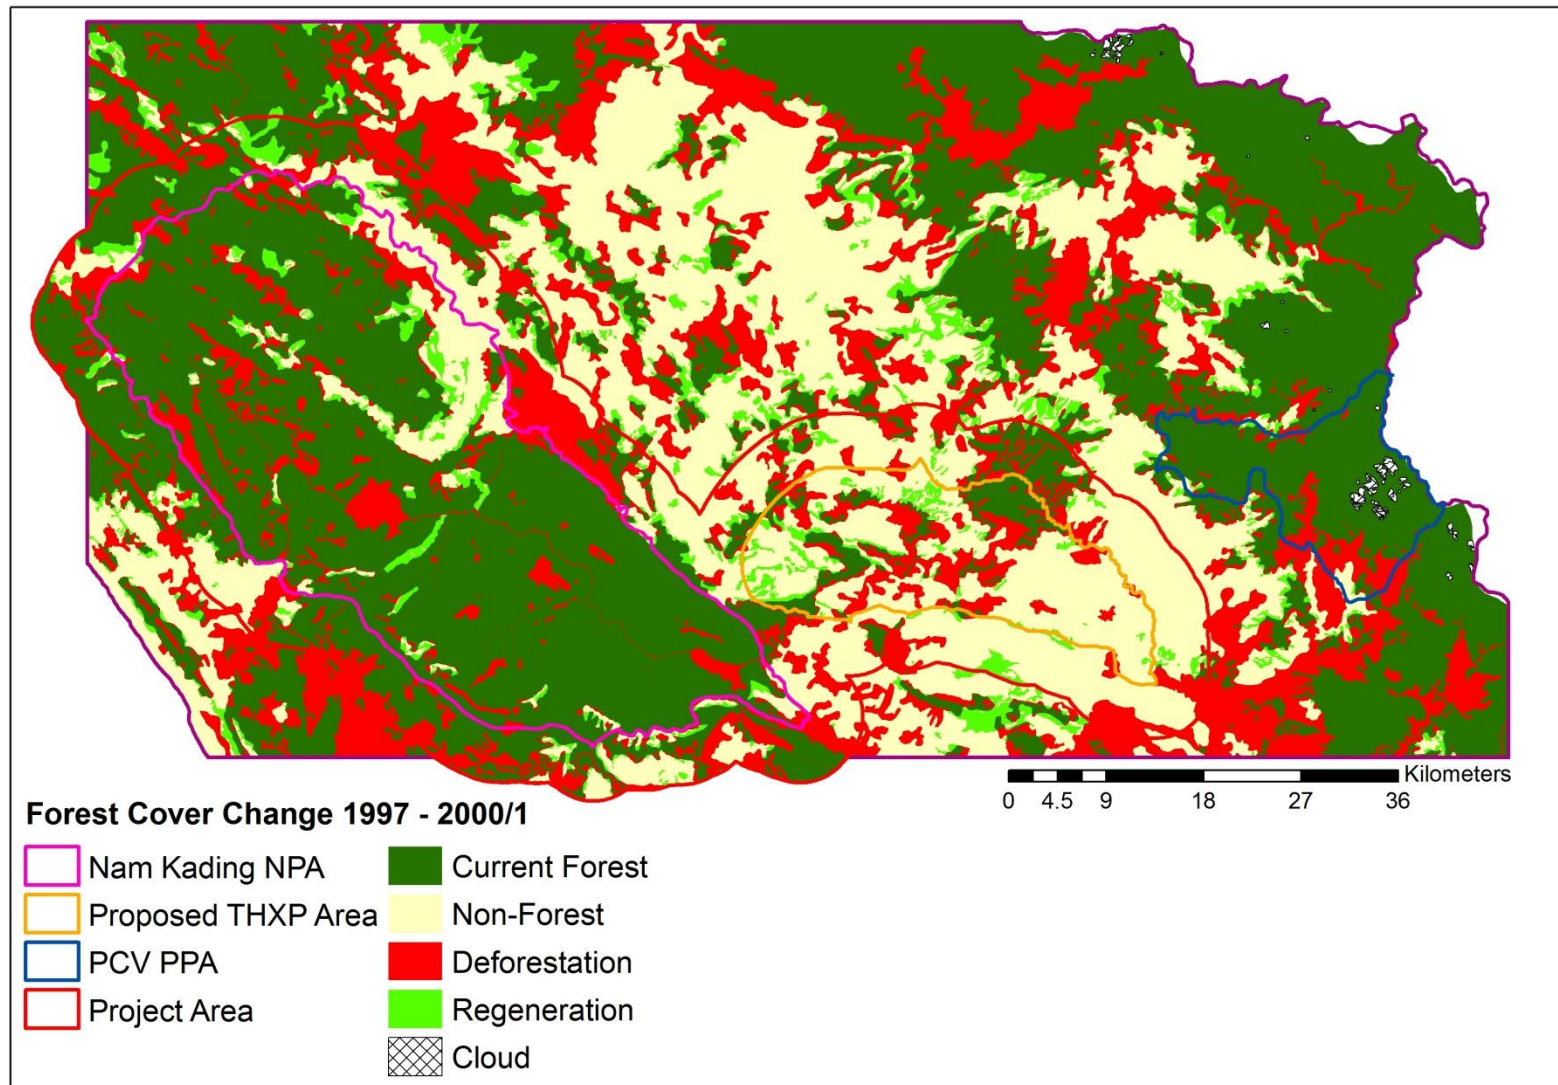 Kilometers
0 4.5 9 18 27 36
Forest Cover Change 1997 - 2000/1
Nam Kading NPA
Proposed THXP Area
PCV PPA
Project Area
Current Forest
Non-Forest
Deforestation
Regeneration
Cloud